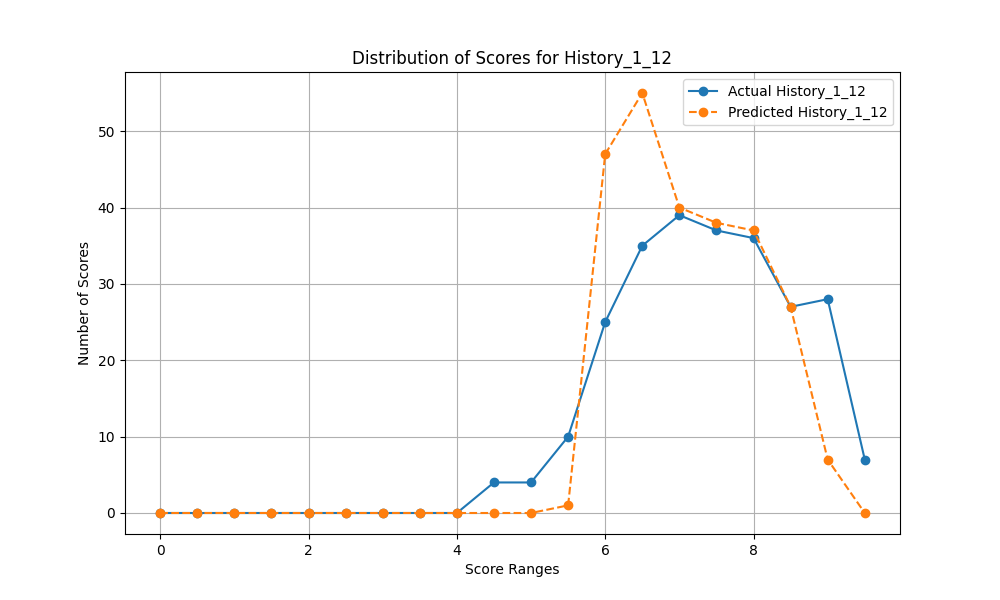 Distribution of Scores for History_1_12
Actual History_1_12
Predicted History_1_12
Number of Scores
50
40
30
20
10
0
0 2 4 6 8
Score Ranges